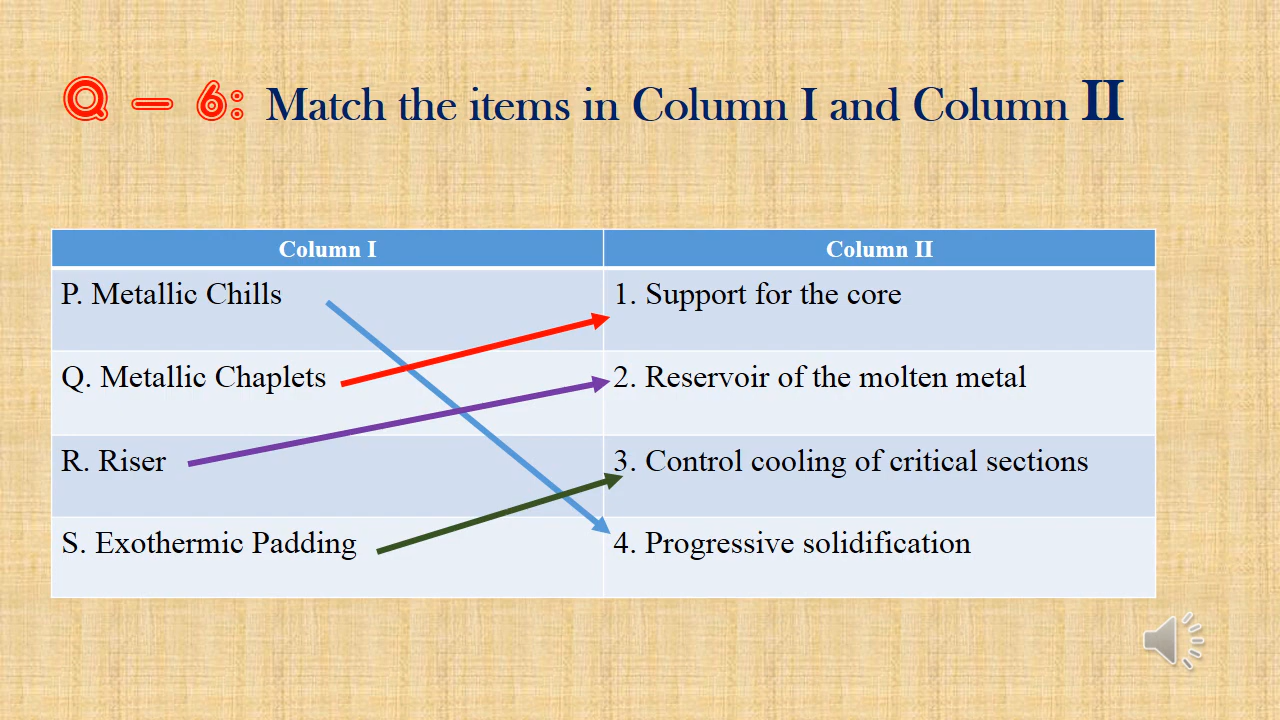 Q – 6: Match the items in Column I and Column II
Column I Column II
P. Metallic Chills 1. Support for the core
Q. Metallic Chaplets 2. Reservoir of the molten metal
R. Riser 3. Control cooling of critical sections
S. Exothermic Padding 4. Progressive solidification